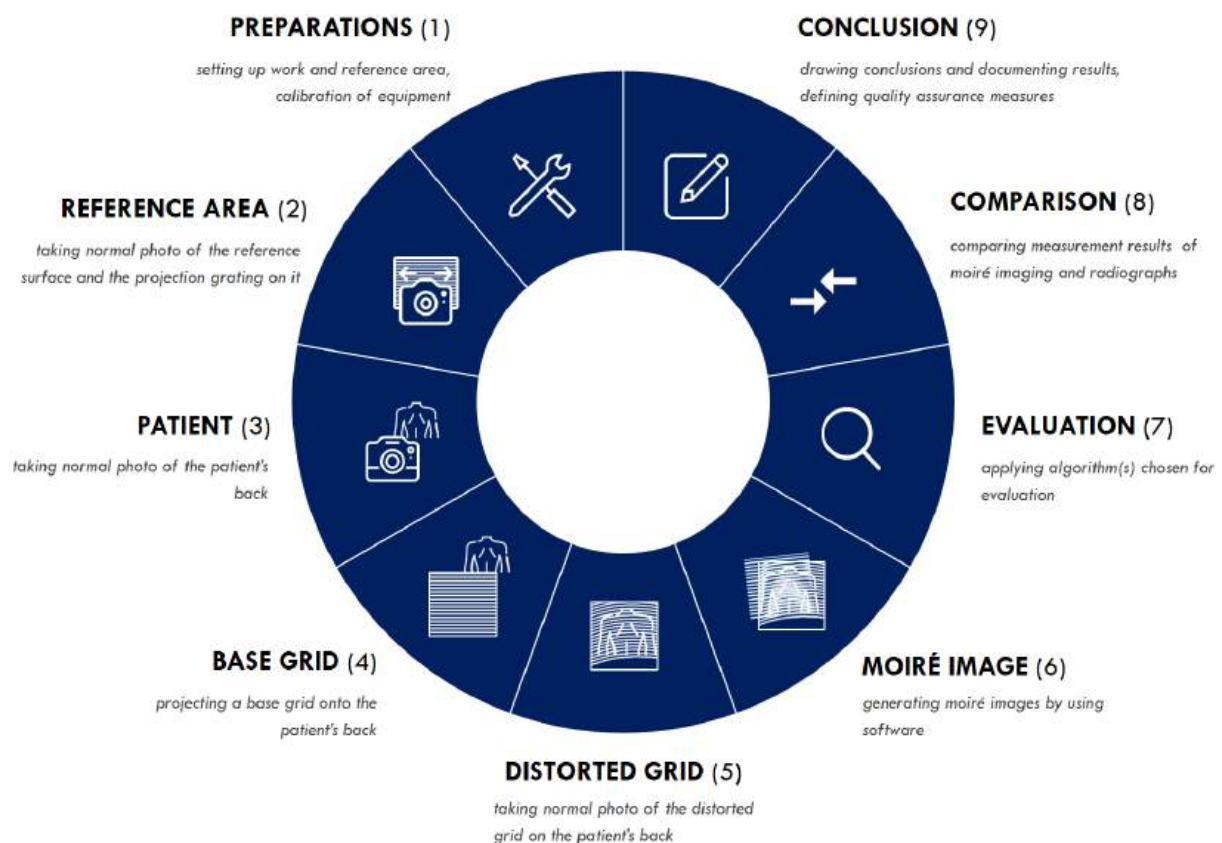 PREPARATIONS (1)
setting up work and reference area,
calibration of equipment
REFERENCE AREA (2)
taking normal photo of the reference
surface and the projection grating on it
PATIENT (3)
taking normal photo of the patient's
back
BASE GRID (4)
projecting a base grid onto the
patient's back
DISTORTED GRID (5)
taking normal photo of the distorted
grid on the patient's back
MOIRÉ IMAGE (6)
generating moiré images by using
software
EVALUATION (7)
applying algorithm(s) chosen for
evaluation
COMPARISON (8)
comparing measurement results of
moiré imaging and radiographs
CONCLUSION (9)
drawing conclusions and documenting results,
defining quality assurance measures